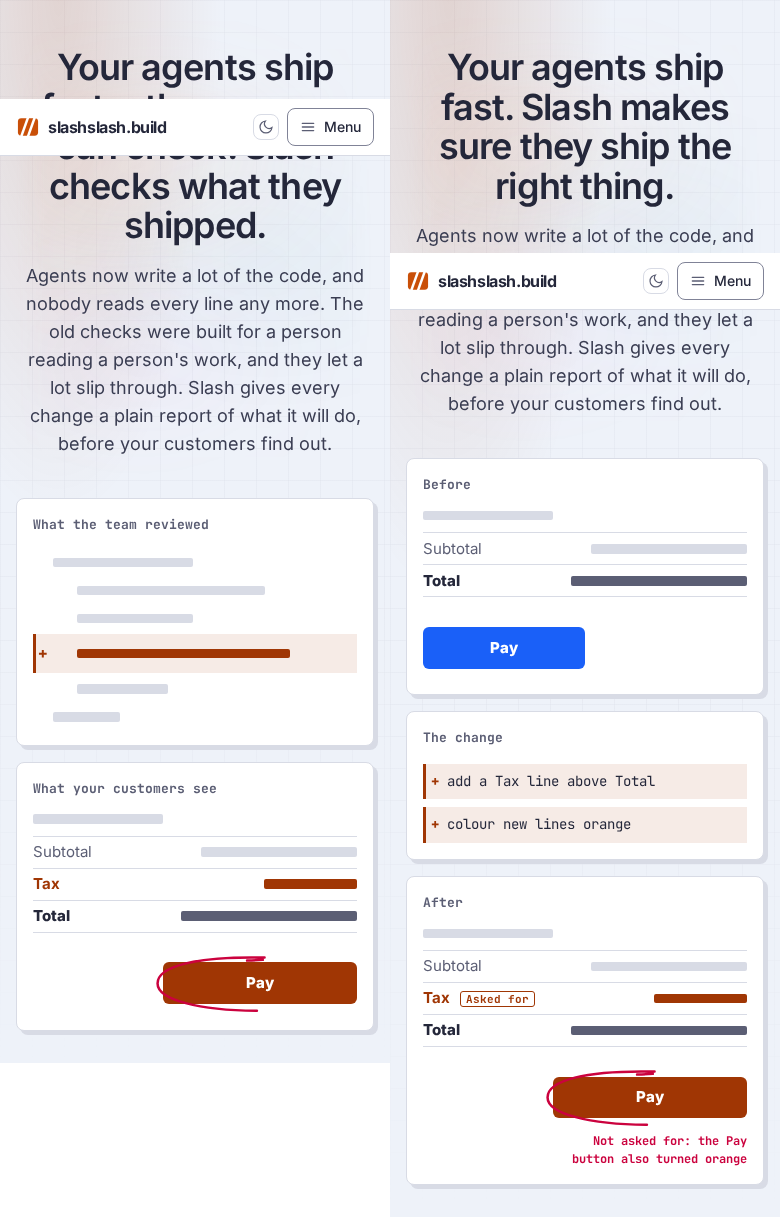 Your agents ship
slashslash.build
Menu
checks what they
shipped.
Agents now write a lot of the code, and
nobody reads every line any more. The
old checks were built for a person
reading a person's work, and they let a
lot slip through. Slash gives every
change a plain report of what it will do,
before your customers find out.
What the team reviewed
+
What your customers see
Subtotal
Tax
Total
Pay
Your agents ship
fast. Slash makes
sure they ship the
right thing.
Agents now write a lot of the code, and
slashslash.build
Menu
reading a person's work, and they let a
lot slip through. Slash gives every
change a plain report of what it will do,
before your customers find out.
Before
Subtotal
Total
Pay
The change
+ add a Tax line above Total
+ colour new lines orange
After
Subtotal
Tax Asked for
Total
Pay
Not asked for: the Pay
button also turned orange